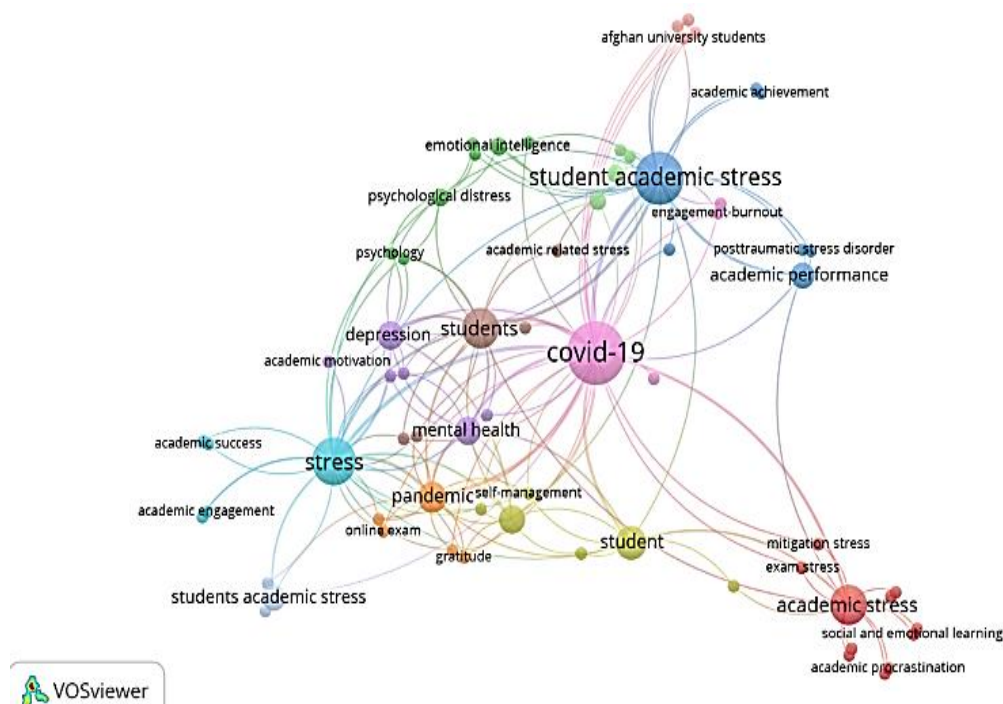 afghan university students
academic achievement
emotional intelligence
student academic stress
psychological distress
engagement-burnout
psychology
academic related stress
posttraumatic stress disorder
academic performance
depression
students
covid-19
academic motivation
mental health
academic success
stress
pandemic
self-management
academic engagement
online exam
gratitude
student
mitigation stress
exam stress
students academic stress
academic stress
social and emotional learning
academic procrastination
VOSviewer